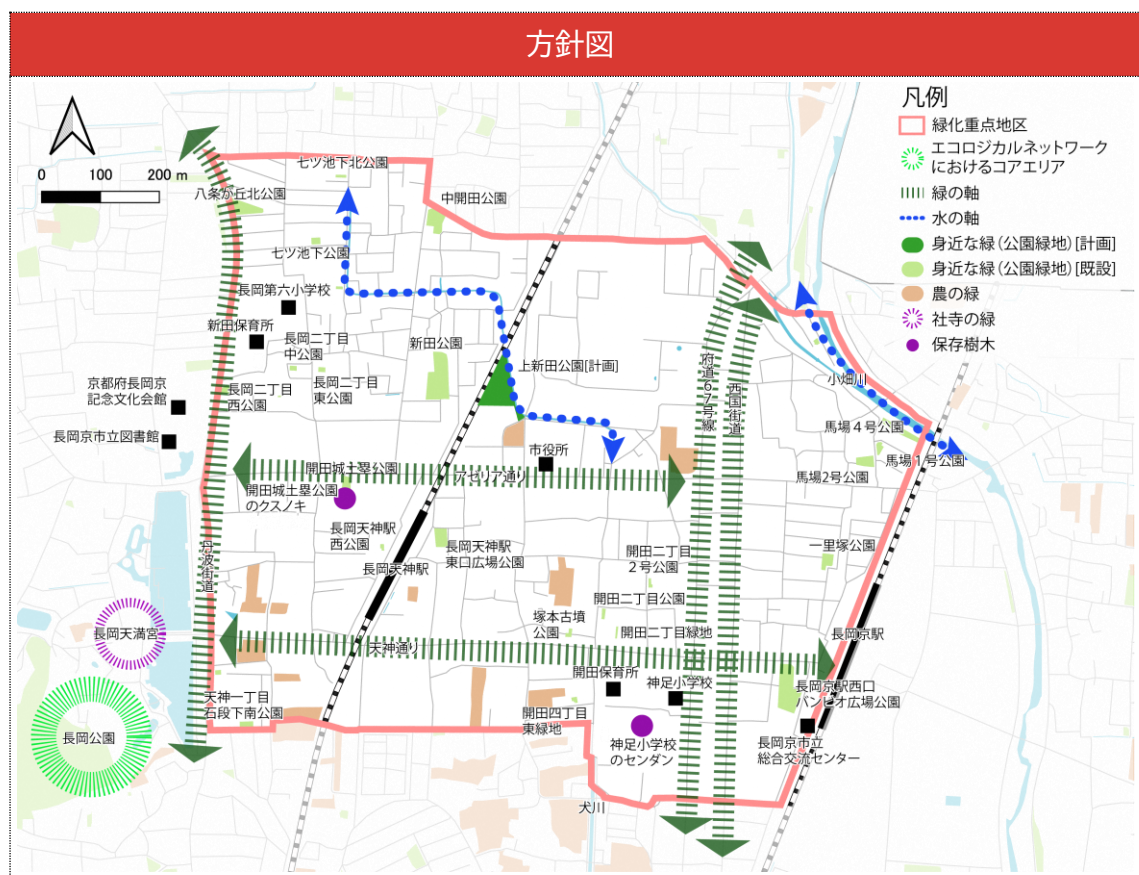 方針図
凡例
緑化重点地区
エコロジカルネットワーク
におけるコアエリア
緑の軸
水の軸
身近な緑(公園緑地)[計画]
身近な緑(公園緑地)[既設]
農の緑
社寺の緑
保存樹木
0 100 200 m
七ツ池下北公園
八条が丘北公園
中開田公園
七ツ池下公園
長岡第六小学校
新田保育所
長岡二丁目
中公園
新田公園
上新田公園[計画]
長岡二丁目
東公園
長岡二丁目
西公園
京都府長岡京
記念文化会館
長岡京市立図書館
府道67号線
西国街道
小畑川
馬場4号公園
馬場1号公園
馬場2号公園
市役所
開田城土塁公園
アゼリア通り
開田城土塁公園
のクスノキ
長岡天神駅
西公園
長岡天神駅
東口広場公園
長岡天神駅
丹波街道
一里塚公園
開田二丁目
2号公園
開田二丁目公園
塚本古墳
公園
開田二丁目緑地
長岡京駅
長岡天満宮
天神通り
開田保育所
神足小学校
長岡京駅西口
バンビオ広場公園
天神一丁目
石段下南公園
長岡公園
開田四丁目
東緑地
神足小学校
のセンダン
長岡京市立
総合交流センター
犬川